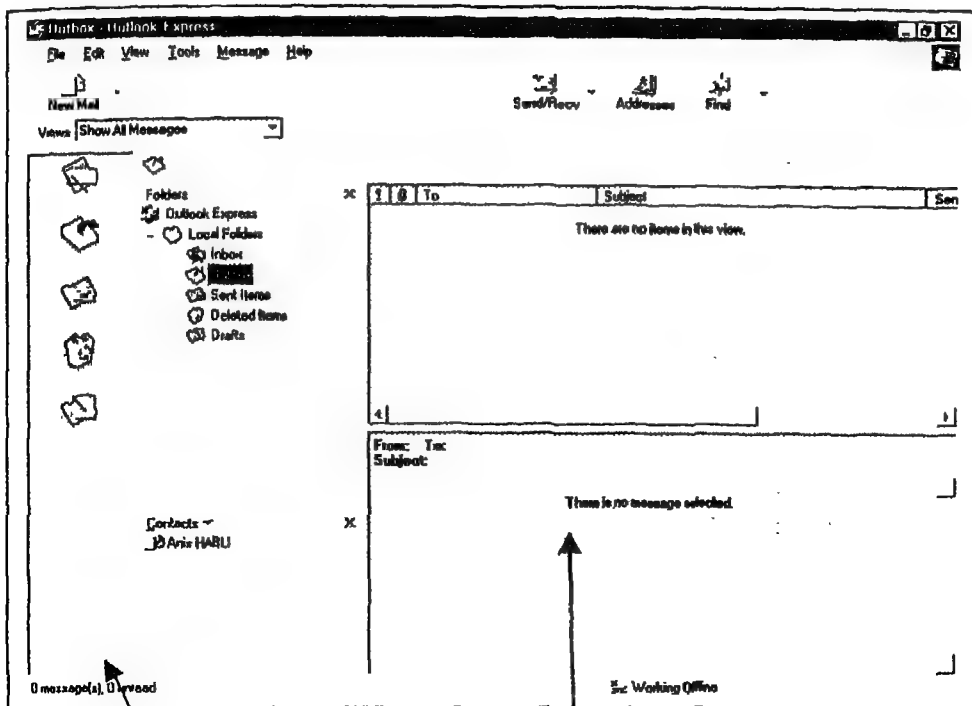 Outbox - Outlook Express
File Edit View Tools Message Help
New Mail
Send/Recv Addresses Find
Views Show All Messages
Folders
Outlook Express
Local Folders
Inbox
Sent Items
Deleted Items
Drafts
! To Subject Sen
There are no items in this view.
From: To:
Subject:
There is no message selected.
Contacts
Anis
0 message(s), 0 unread
Working Offline